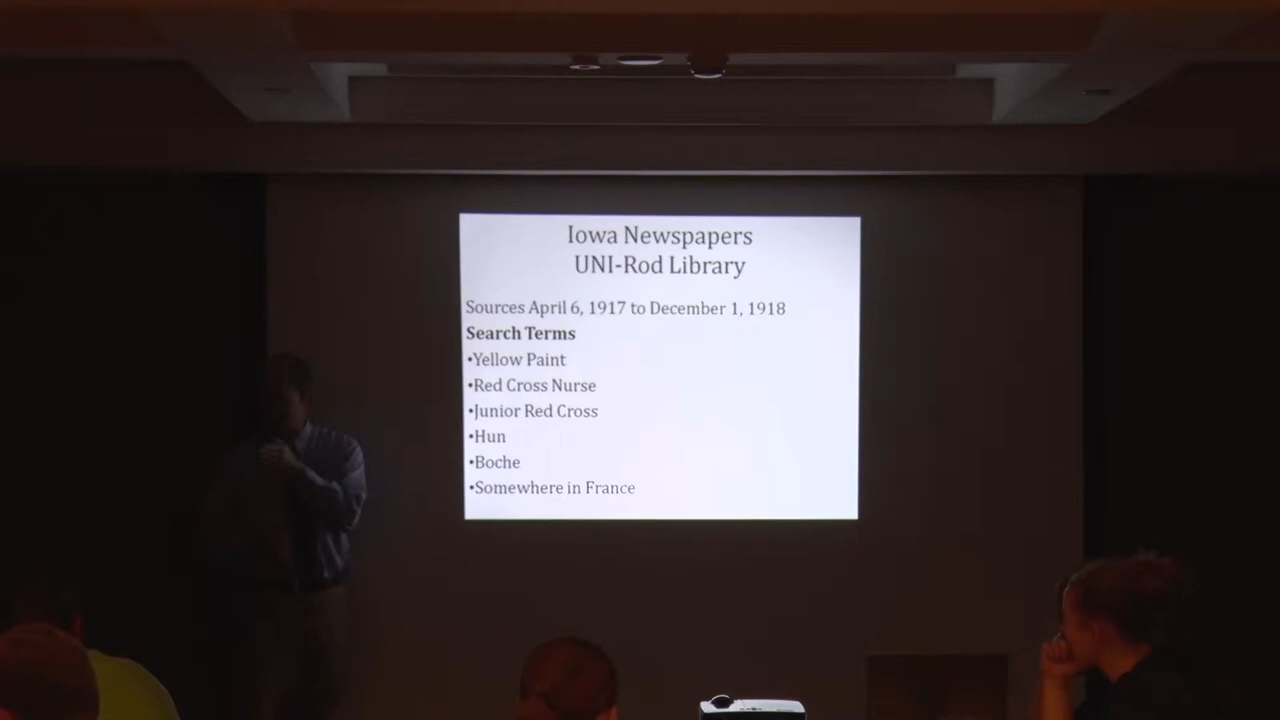 Iowa Newspapers
UNI-Rod Library
Sources April 6, 1917 to December 1, 1918
Search Terms
•Yellow Paint
•Red Cross Nurse
•Junior Red Cross
•Hun
•Boche
•Somewhere in France